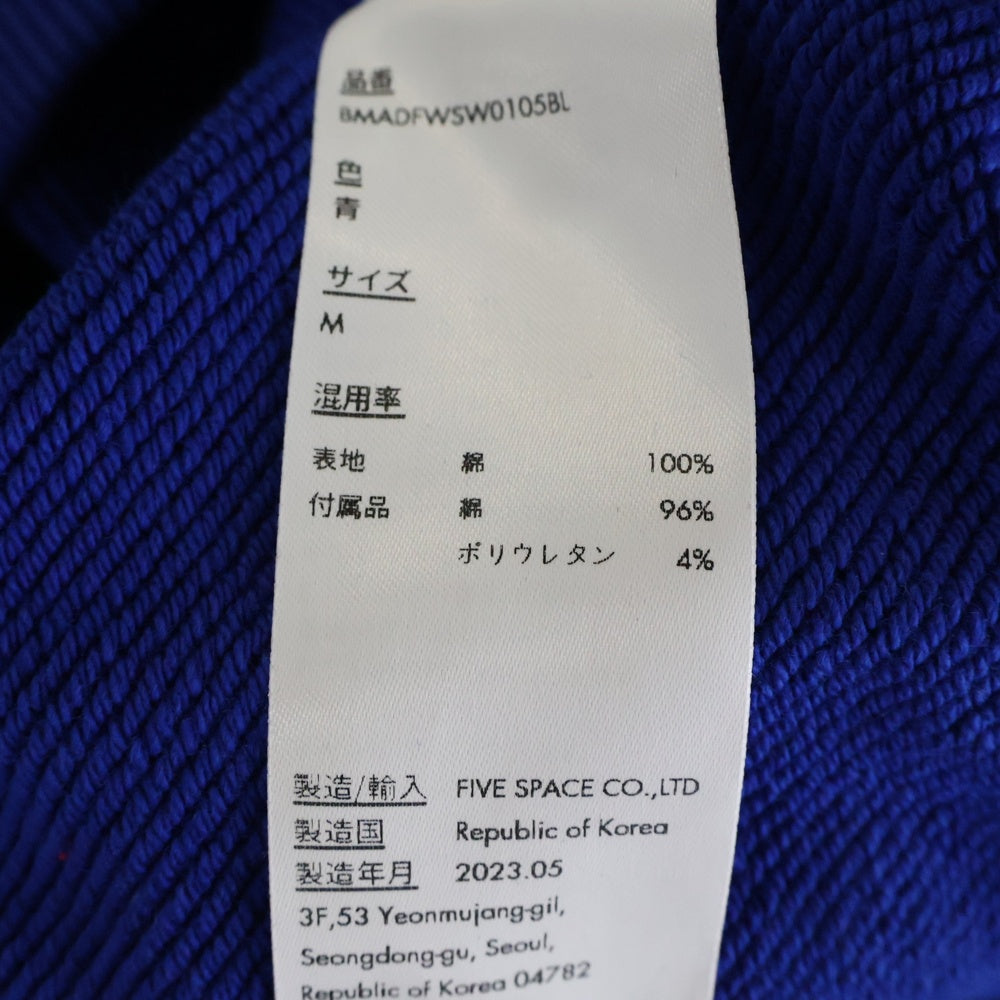 品番
BMADFWSW0105BL
色
青
サイズ
M
混用率
表地 綿 100%
付属品 綿 96%
ポリウレタン 4%
製造/輸入 FIVE SPACE CO.,LTD
製造国 Republic of Korea
製造年月 2023.05
3F,53 Yeonmujang-gil,
Seongdong-gu, Seoul,
Republic of Korea 04782